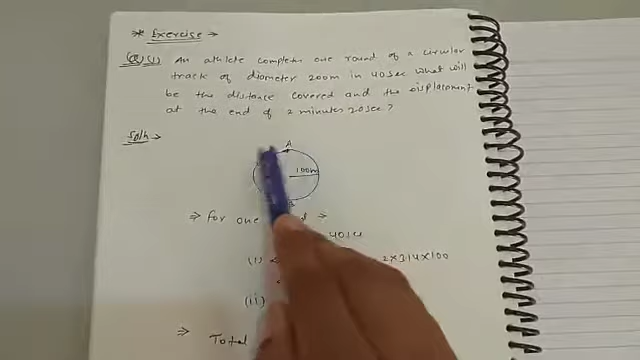 * Exercise →
(Q)(1) An athlete complete one round of a circular
track of diameter 200m in 40sec what will
be the distance covered and the displacement
at the end of 2 minutes 20sec?
Soln →
A
100m
⇒ for one
→
40sec
(i)
2×3.14×100
(ii)
⇒ Total